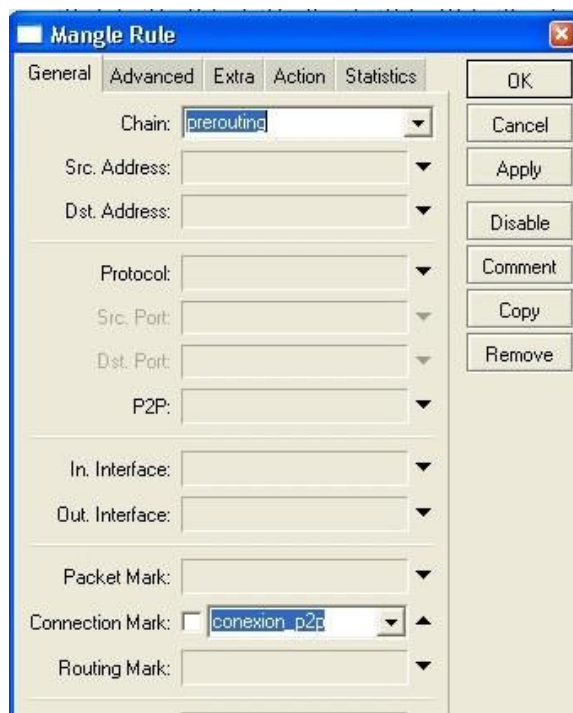 Mangle Rule
General Advanced Extra Action Statistics
Chain: prerouting
Src. Address:
Dst. Address:
Protocol:
Src. Port:
Dst. Port:
P2P:
In. Interface:
Out. Interface:
Packet Mark:
Connection Mark: conexion_p2p
Routing Mark:
OK
Cancel
Apply
Disable
Comment
Copy
Remove